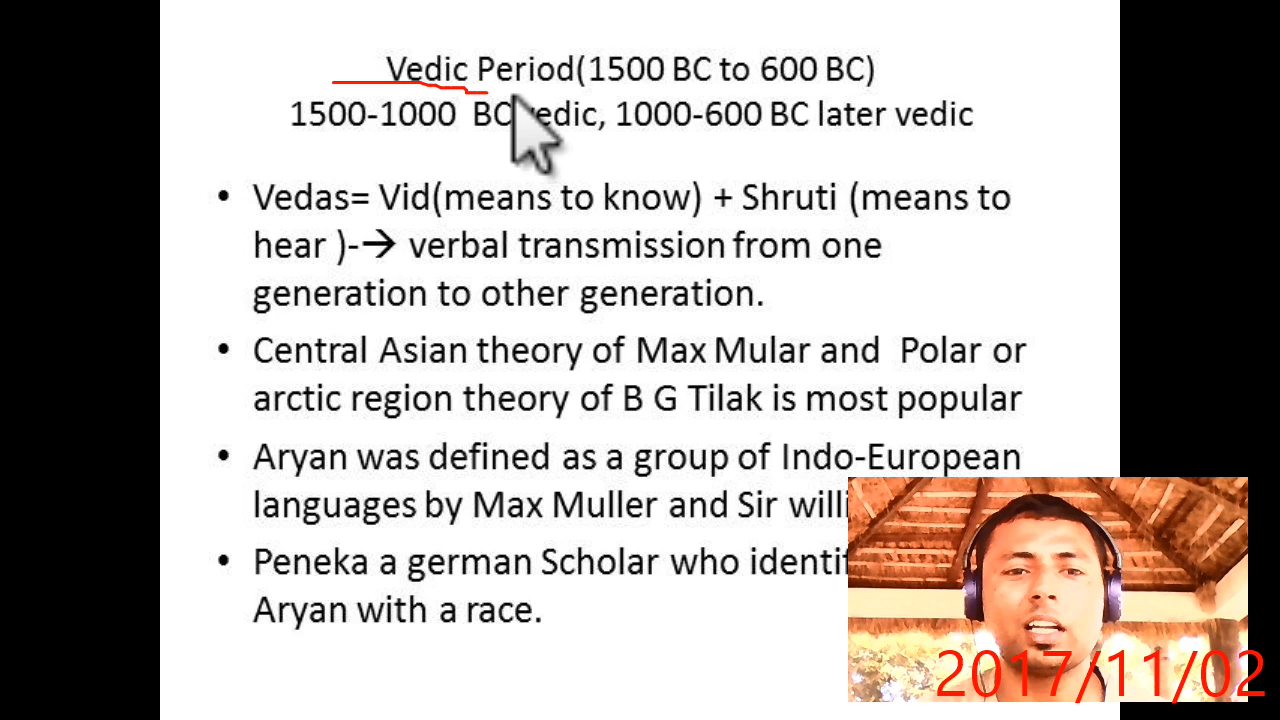 Vedic Period(1500 BC to 600 BC)
1500-1000 BC vedic, 1000-600 BC later vedic
• Vedas= Vid(means to know) + Shruti (means to
hear )-→ verbal transmission from one
generation to other generation.
• Central Asian theory of Max Mular and Polar or
arctic region theory of B G Tilak is most popular
• Aryan was defined as a group of Indo-European
languages by Max Muller and Sir
• Peneka a german Scholar who
Aryan with a race.
2017/11/02